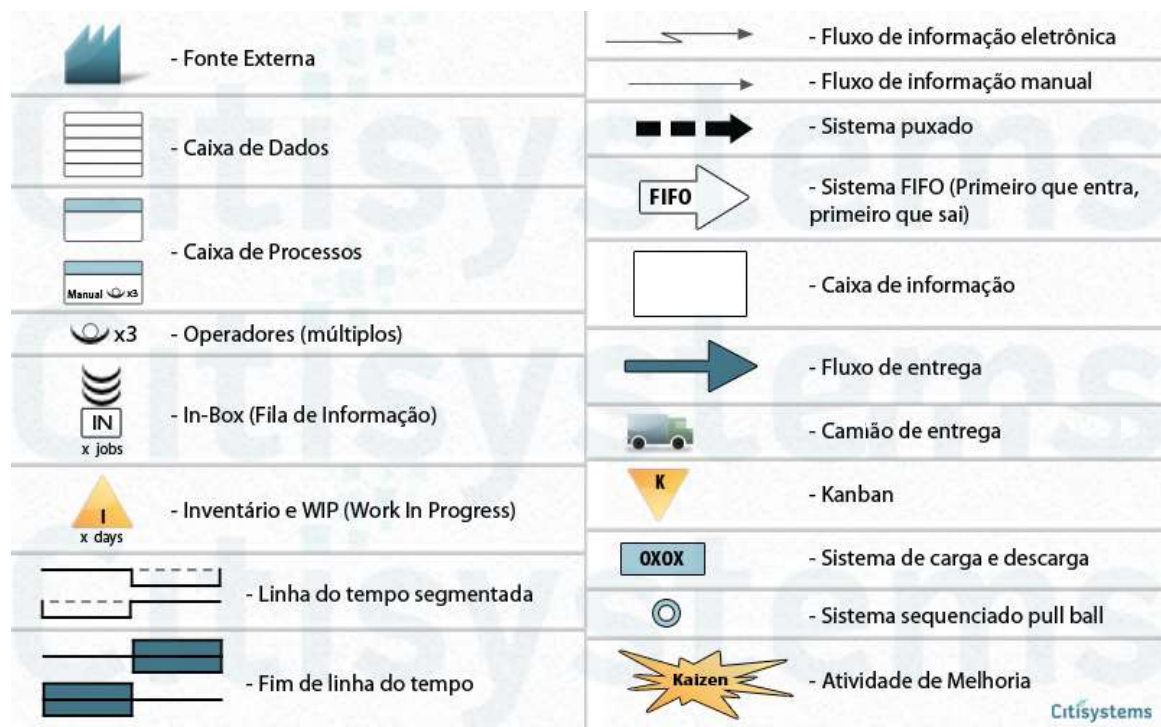 - Fonte Externa
- Caixa de Dados
- Caixa de Processos
Manual x3
x3 - Operadores (múltiplos)
IN
x jobs
- In-Box (Fila de Informação)
I
x days
- Inventário e WIP (Work In Progress)
- Linha do tempo segmentada
- Fim de linha do tempo
- Fluxo de informação eletrônica
- Fluxo de informação manual
- Sistema puxado
FIFO
- Sistema FIFO (Primeiro que entra,
primeiro que sai)
- Caixa de informação
- Fluxo de entrega
- Camião de entrega
K
- Kanban
OXOX
- Sistema de carga e descarga
- Sistema sequenciado pull ball
Kaizen
- Atividade de Melhoria
Citisystems
Citisystems
Citisystems